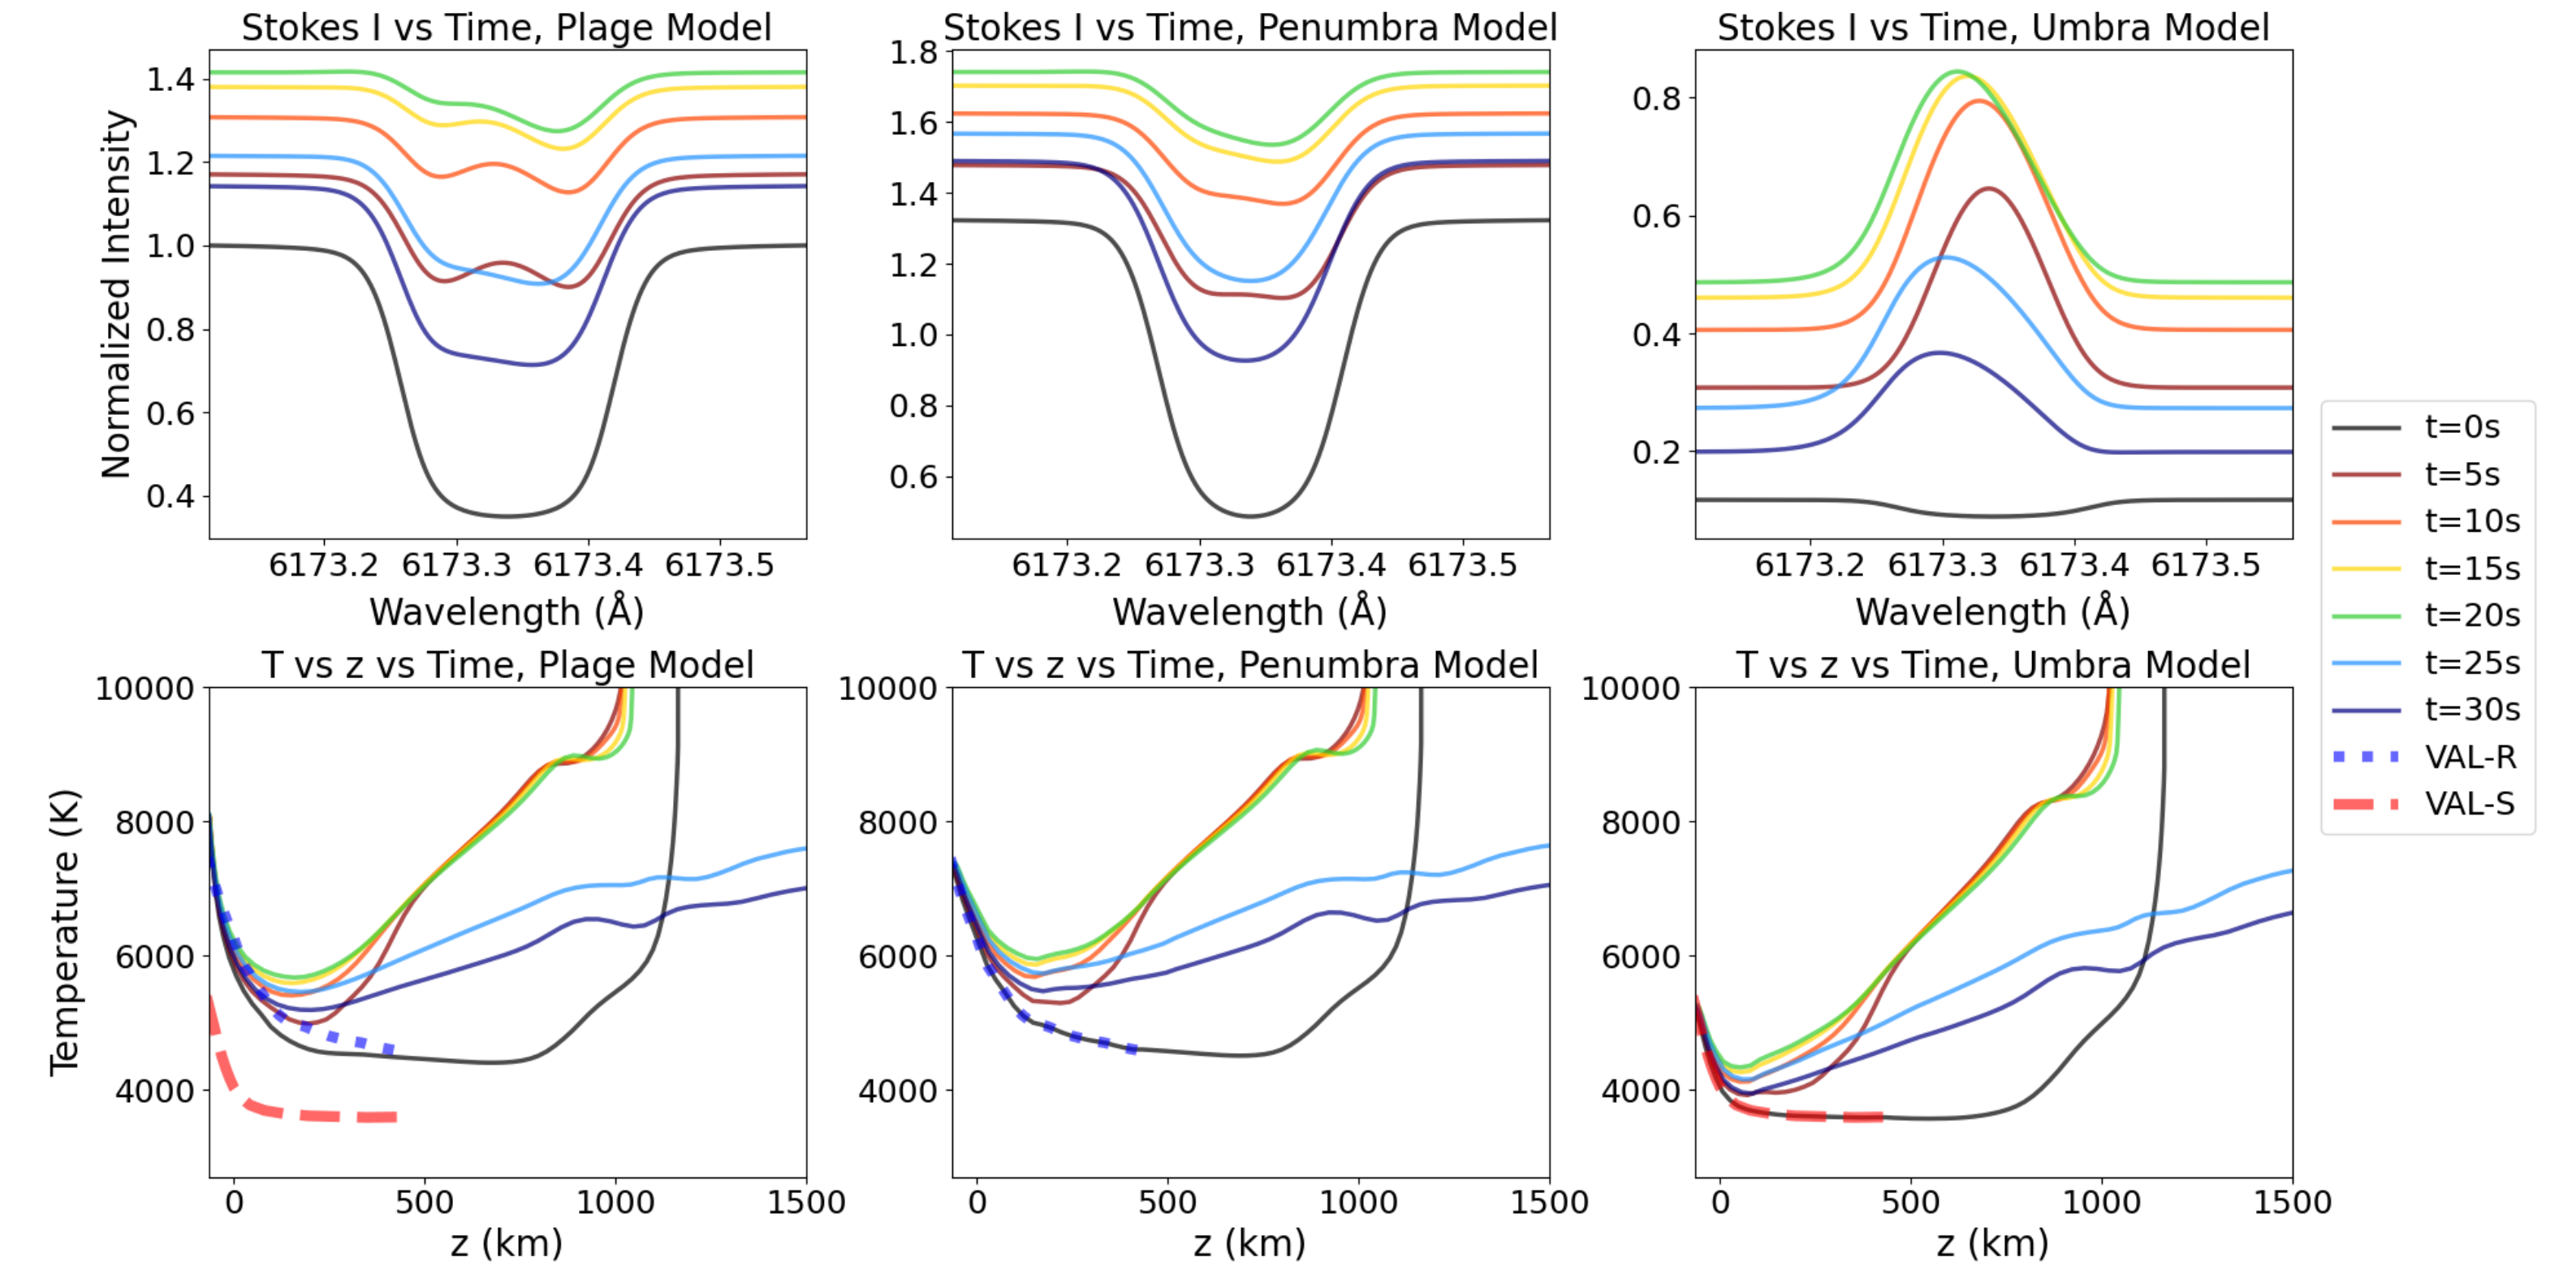 Stokes I vs Time, Plage Model
Stokes I vs Time, Penumbra Model
Stokes I vs Time, Umbra Model
Normalized Intensity
1.4
1.2
1.0
0.8
0.6
0.4
1.8
1.6
1.4
1.2
1.0
0.8
0.6
0.8
0.6
0.4
0.2
6173.2 6173.3 6173.4 6173.5
6173.2 6173.3 6173.4 6173.5
6173.2 6173.3 6173.4 6173.5
Wavelength (Å)
Wavelength (Å)
Wavelength (Å)
T vs z vs Time, Plage Model
T vs z vs Time, Penumbra Model
T vs z vs Time, Umbra Model
Temperature (K)
10000
8000
6000
4000
10000
8000
6000
4000
10000
8000
6000
4000
0 500 1000 1500
0 500 1000 1500
0 500 1000 1500
z (km)
z (km)
z (km)
t=0s
t=5s
t=10s
t=15s
t=20s
t=25s
t=30s
VAL-R
VAL-S